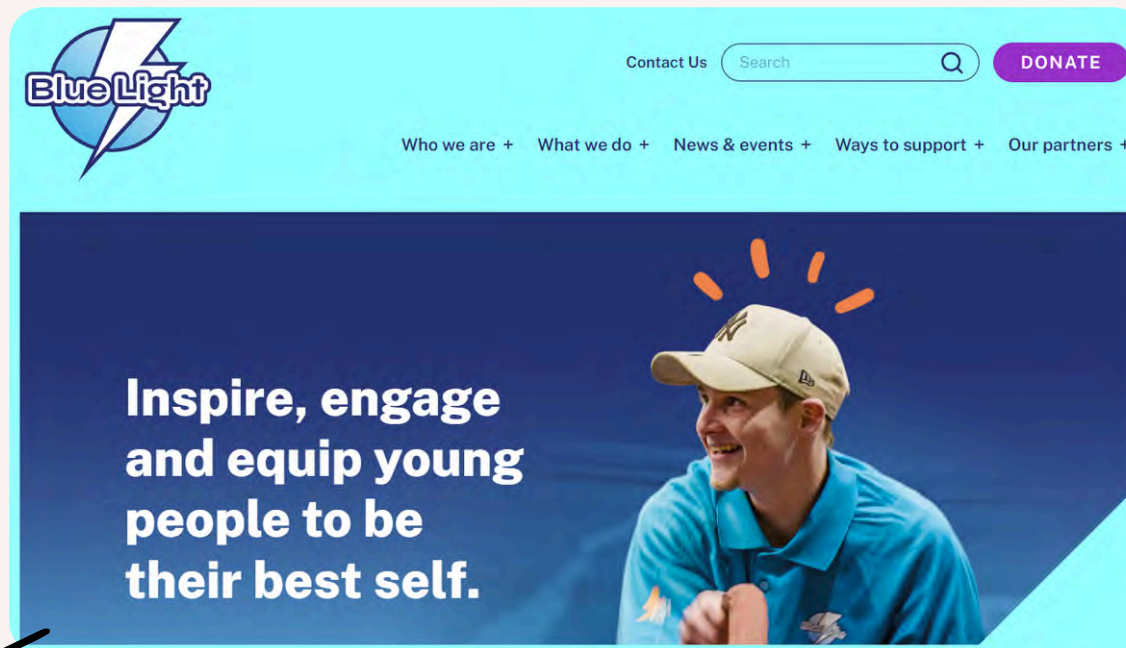 Blue Light
Contact Us
Search
DONATE
Who we are +
What we do +
News & events +
Ways to support +
Our partners +
NY
Inspire, engage
and equip young
people to be
their best self.